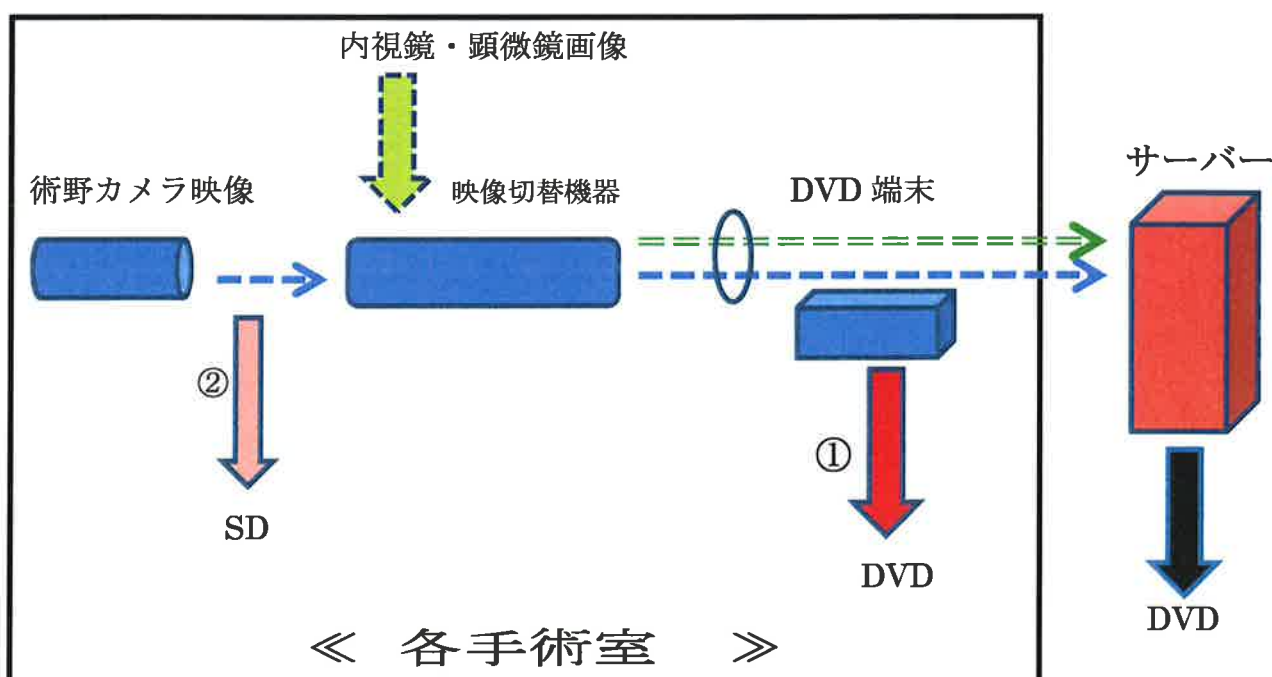 内視鏡・顕微鏡画像
サーバー
術野カメラ映像
映像切替機器
DVD 端末
②
①
SD
DVD
DVD
≪ 各手術室 ≫